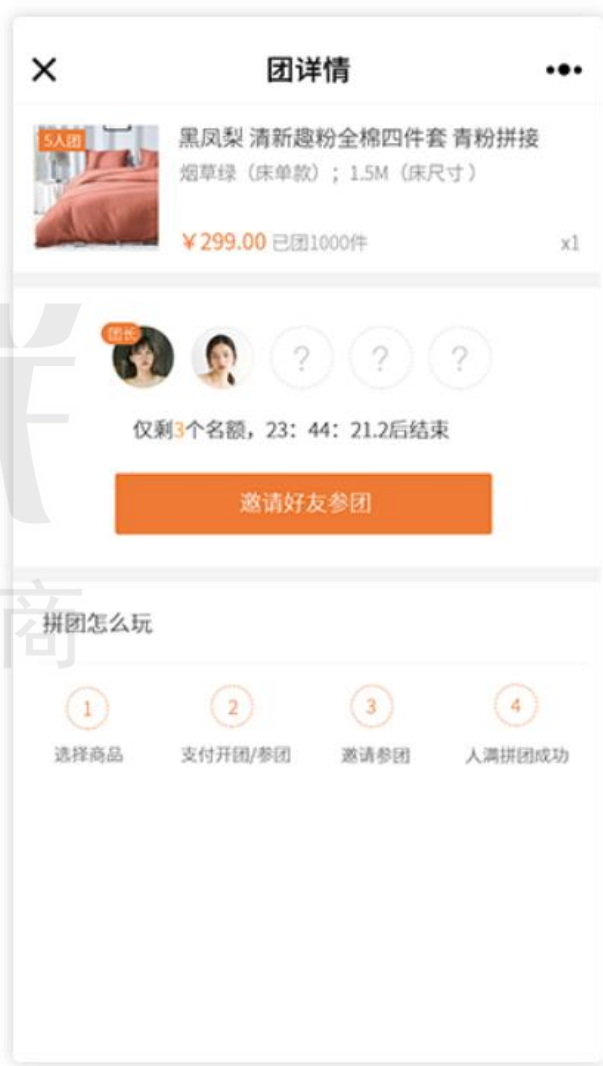 团详情
5人团
黑凤梨 清新趣粉全棉四件套 青粉拼接
烟草绿（床单款）；1.5M（床尺寸）
￥299.00 已团1000件 x1
团长
? ? ?
仅剩3个名额，23：44：21.2后结束
邀请好友参团
商
拼团怎么玩
1 2 3 4
选择商品 支付开团/参团 邀请参团 人满拼团成功